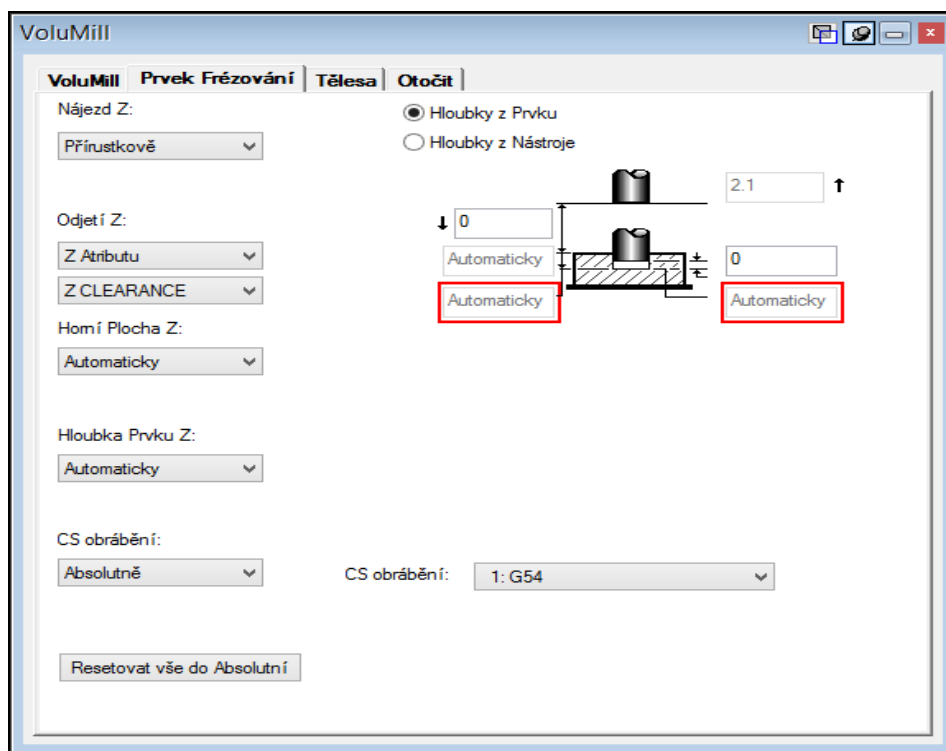 VoluMill
VoluMill Prvek Frézování Tělesa Otočit
Nájezd Z:
Přírustkově
Hloubky z Prvku
Hloubky z Nástroje
2.1
Odjetí Z:
0
Z Atributu
Automaticky
0
Z CLEARANCE
Automaticky
Automaticky
Horní Plocha Z:
Automaticky
Hloubka Prvku Z:
Automaticky
CS obrábění:
Absolutně
CS obrábění:
1: G54
Resetovat vše do Absolutní